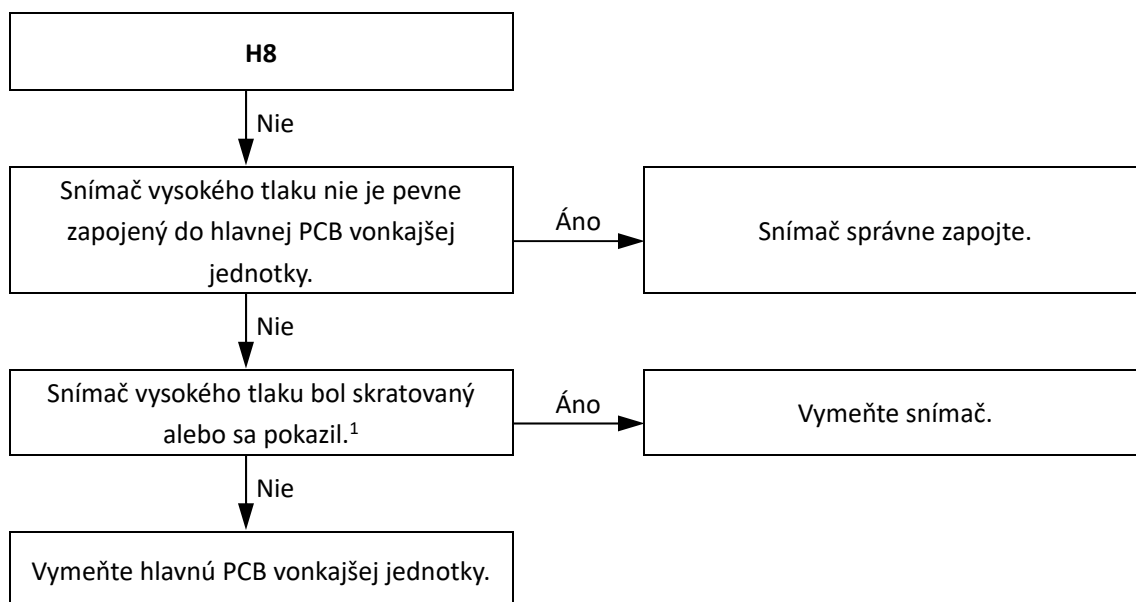 H8
Nie
Snímač vysokého tlaku nie je pevne
zapojený do hlavnej PCB vonkajšej
jednotky.
Áno
Snímač správne zapojte.
Nie
Snímač vysokého tlaku bol skratovaný
alebo sa pokazil.¹
Áno
Vymeňte snímač.
Nie
Vymeňte hlavnú PCB vonkajšej jednotky.